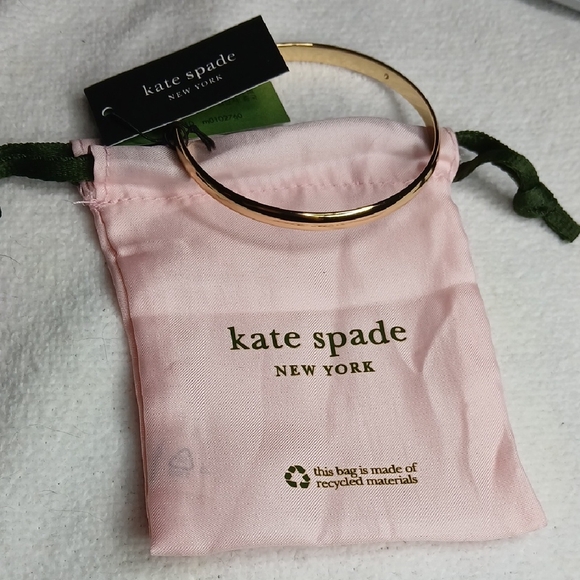 kate spade
NEW YORK
kate spade
NEW YORK
this bag is made of
recycled materials